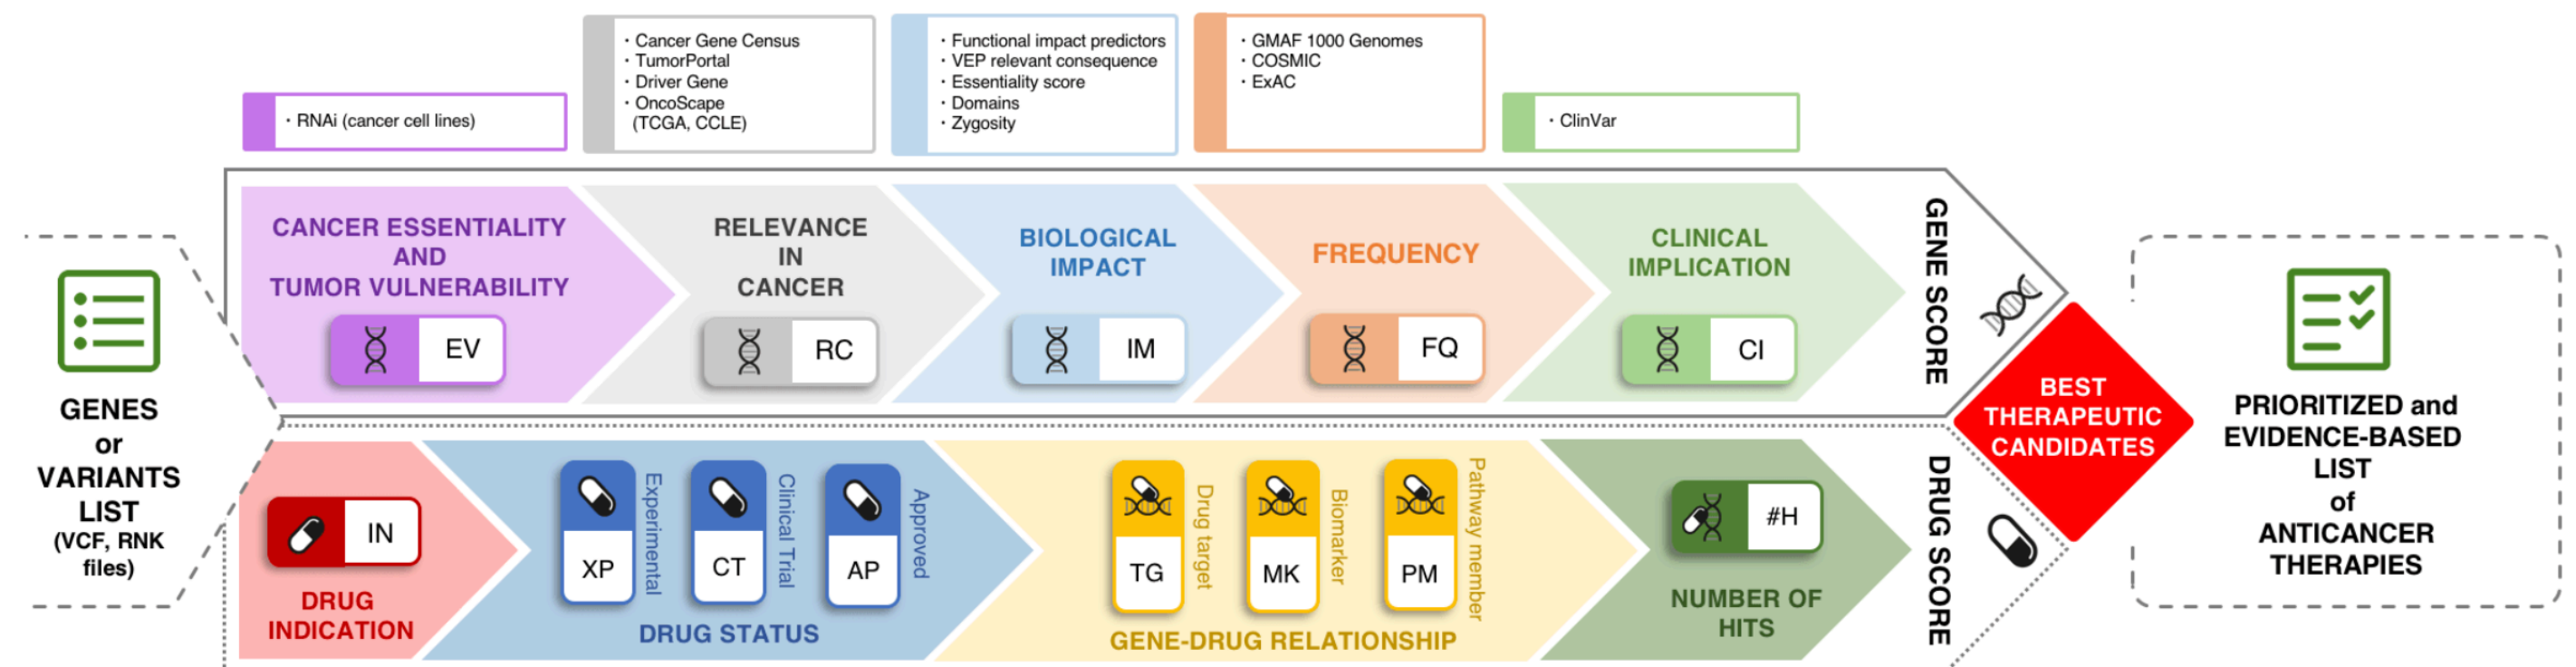 · RNAi (cancer cell lines)
· Cancer Gene Census
· TumorPortal
· Driver Gene
· OncoScape
(TCGA, CCLE)
· Functional impact predictors
· VEP relevant consequence
· Essentiality score
· Domains
· Zygosity
· GMAF 1000 Genomes
· COSMIC
· ExAC
· ClinVar
GENES
or
VARIANTS
LIST
(VCF, RNK
files)
CANCER ESSENTIALITY
AND
TUMOR VULNERABILITY
EV
RELEVANCE
IN
CANCER
RC
BIOLOGICAL
IMPACT
IM
FREQUENCY
FQ
CLINICAL
IMPLICATION
CI
GENE SCORE
IN
DRUG
INDICATION
XP
Experimental
CT
Clinical Trial
AP
Approved
DRUG STATUS
TG
Drug target
MK
Biomarker
PM
Pathway member
GENE-DRUG RELATIONSHIP
#H
NUMBER OF
HITS
DRUG SCORE
BEST
THERAPEUTIC
CANDIDATES
PRIORITIZED and
EVIDENCE-BASED
LIST
of
ANTICANCER
THERAPIES